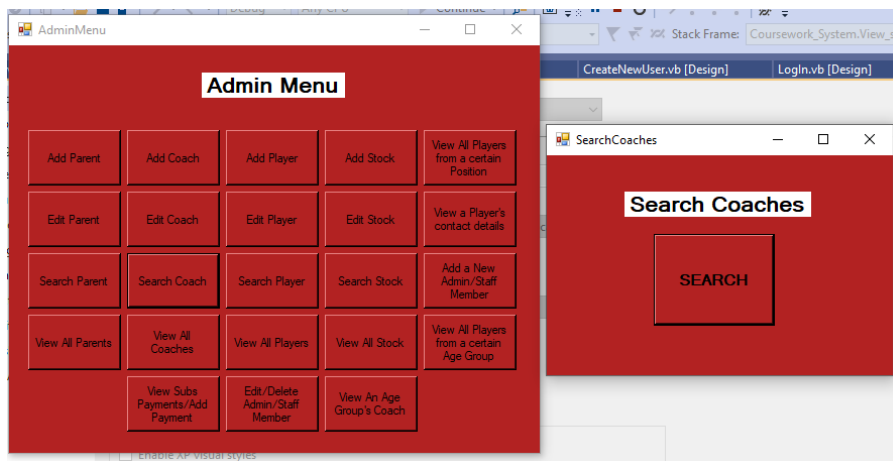 Continue
Stack Frame:
Coursework_System.View_s
AdminMenu
CreateNewUser.vb [Design]
LogIn.vb [Design]
Admin Menu
SearchCoaches
Add Parent
Add Coach
Add Player
Add Stock
View All Players
from a certain
Position
Search Coaches
Edit Parent
Edit Coach
Edit Player
Edit Stock
View a Player's
contact details
SEARCH
Search Parent
Search Coach
Search Player
Search Stock
Add a New
Admin/Staff
Member
View All Parents
View All
Coaches
View All Players
View All Stock
View All Players
from a certain
Age Group
View Subs
Payments/Add
Payment
Edit/Delete
Admin/Staff
Member
View An Age
Group's Coach
Enable XP visual styles